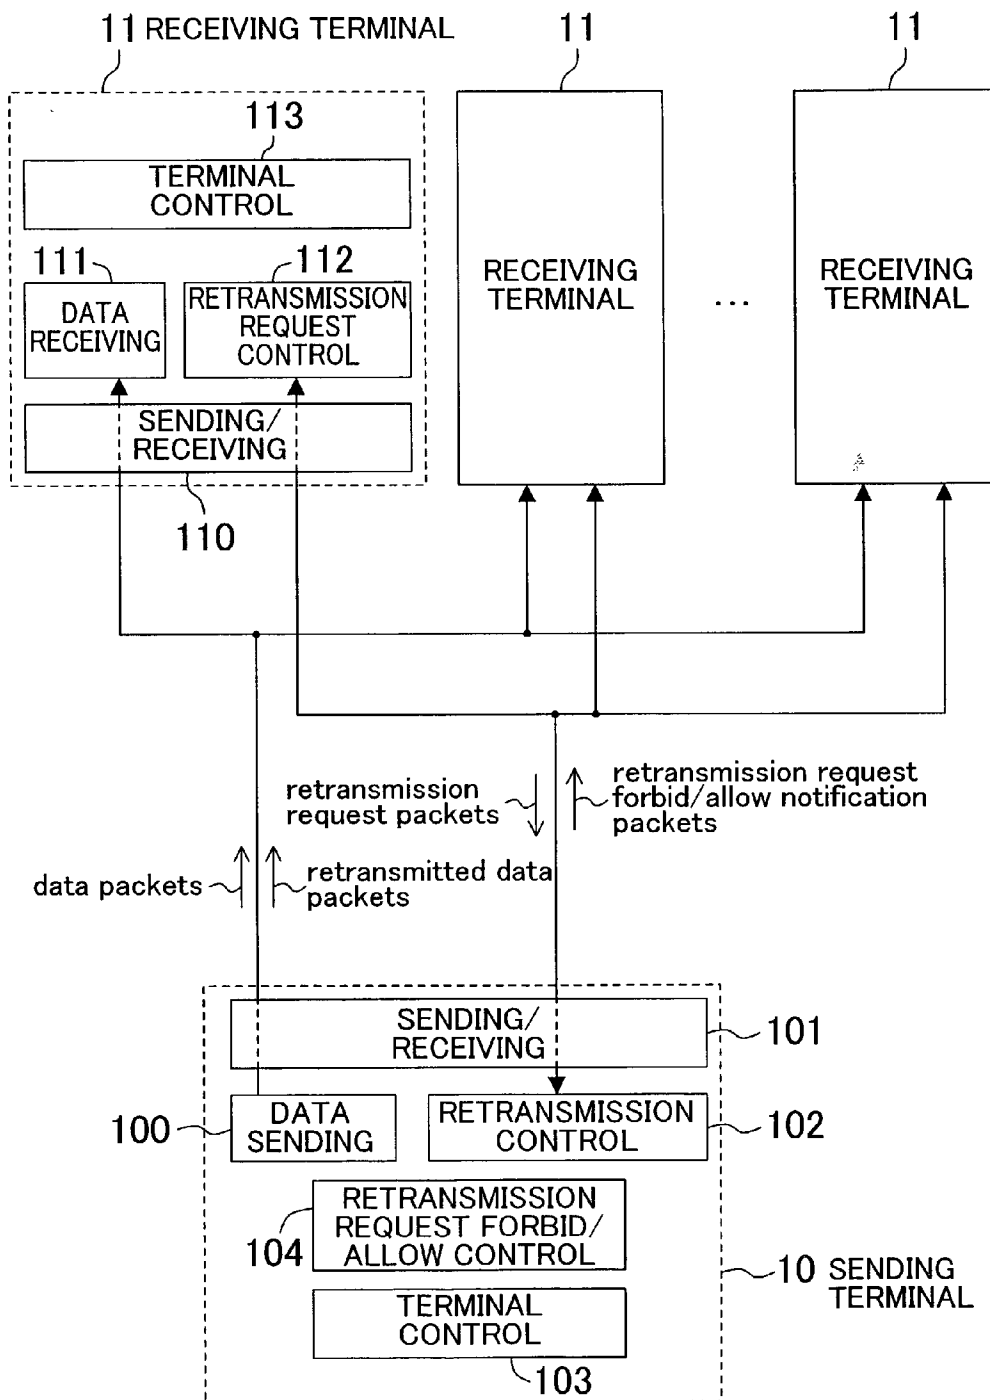 11 RECEIVING TERMINAL
11
11
113
TERMINAL
CONTROL
111
112
DATA
RECEIVING
RETRANSMISSION
REQUEST
CONTROL
SENDING/
RECEIVING
110
RECEIVING
TERMINAL
...
RECEIVING
TERMINAL
retransmission
request packets
retransmission request
forbid/allow notification
packets
data packets
retransmitted data
packets
SENDING/
RECEIVING
101
100
DATA
SENDING
RETRANSMISSION
CONTROL
102
RETRANSMISSION
REQUEST FORBID/
ALLOW CONTROL
104
10 SENDING
TERMINAL
TERMINAL
CONTROL
103